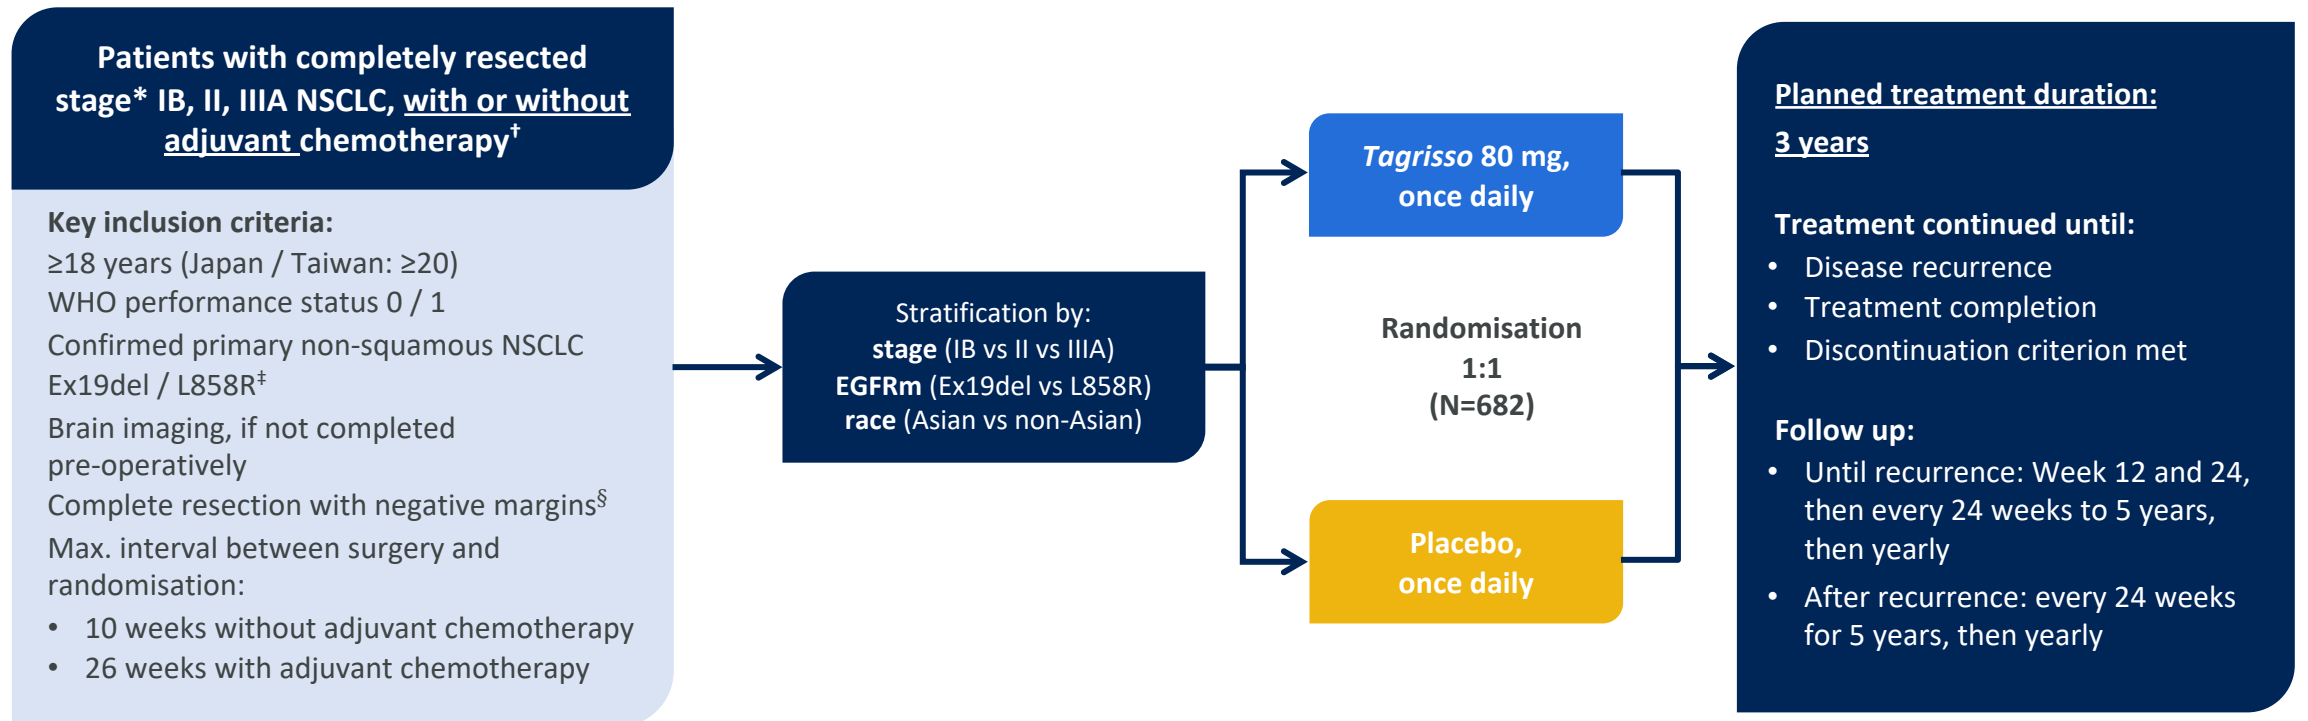 Patients with completely resected
stage* IB, II, IIIA NSCLC, with or without
adjuvant chemotherapy†
Key inclusion criteria:
≥18 years (Japan / Taiwan: ≥20)
WHO performance status 0 / 1
Confirmed primary non-squamous NSCLC
Ex19del / L858R‡
Brain imaging, if not completed
pre-operatively
Complete resection with negative margins§
Max. interval between surgery and
randomisation:
• 10 weeks without adjuvant chemotherapy
• 26 weeks with adjuvant chemotherapy
Stratification by:
stage (IB vs II vs IIIA)
EGFRm (Ex19del vs L858R)
race (Asian vs non-Asian)
Tagrisso 80 mg,
once daily
Randomisation
1:1
(N=682)
Placebo,
once daily
Planned treatment duration:
3 years
Treatment continued until:
• Disease recurrence
• Treatment completion
• Discontinuation criterion met
Follow up:
• Until recurrence: Week 12 and 24,
then every 24 weeks to 5 years,
then yearly
• After recurrence: every 24 weeks
for 5 years, then yearly